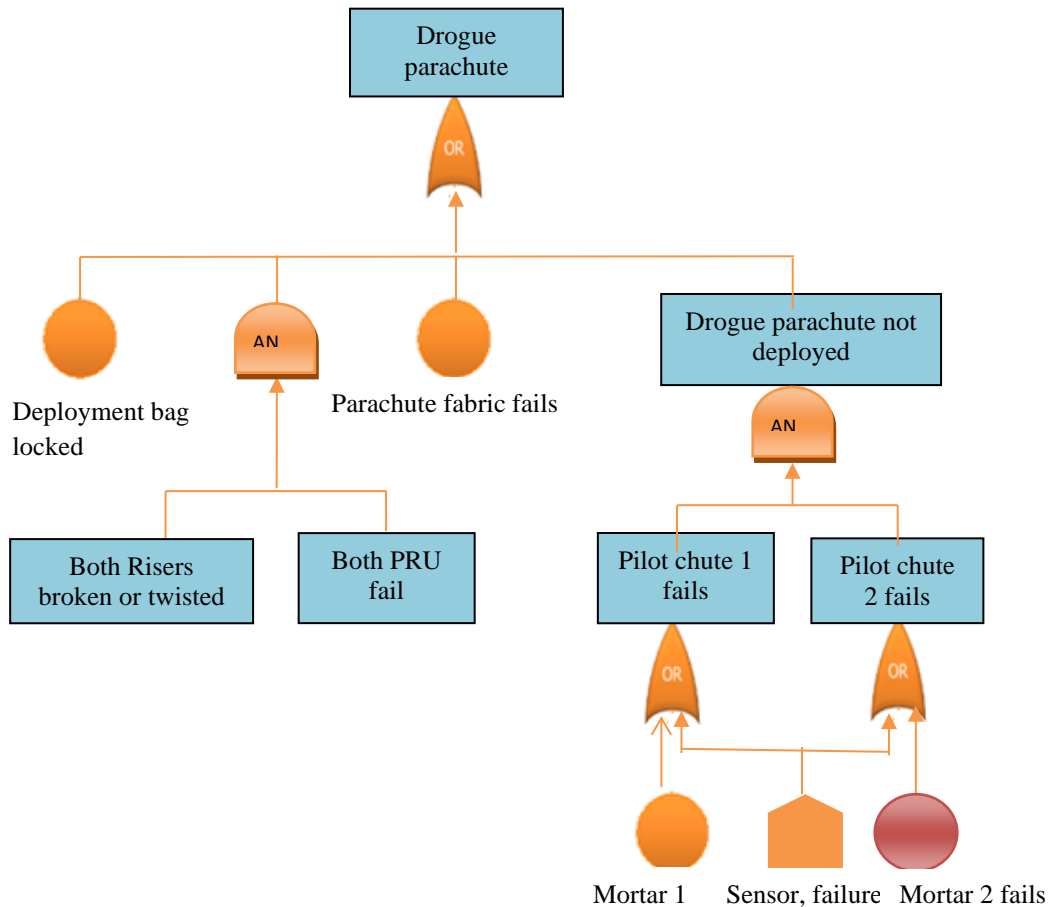 Drogue
parachute
OR
AN
Deployment bag
locked
Parachute fabric fails
Drogue parachute not
deployed
AN
Both Risers
broken or twisted
Both PRU
fail
Pilot chute 1
fails
Pilot chute
2 fails
OR
OR
Mortar 1
Sensor, failure
Mortar 2 fails